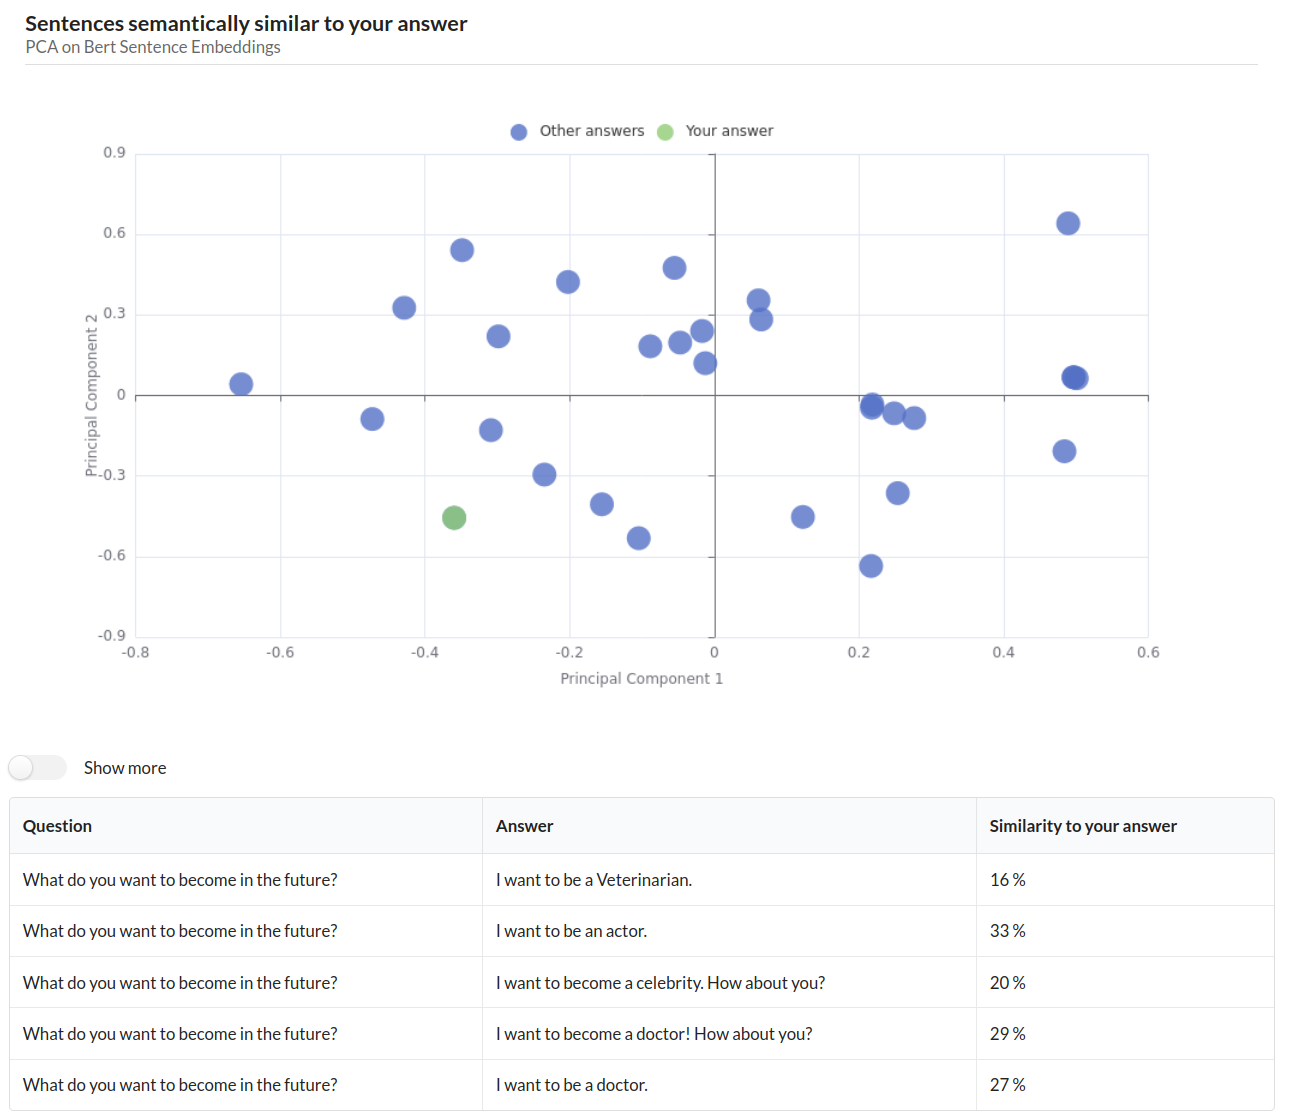 Sentences semantically similar to your answer
PCA on Bert Sentence Embeddings
Other answers Your answer
0.9
0.6
0.3
0
-0.3
-0.6
-0.9
Principal Component 2
-0.8 -0.6 -0.4 -0.2 0 0.2 0.4 0.6
Principal Component 1
Show more
Question Answer Similarity to your answer
What do you want to become in the future? I want to be a Veterinarian. 16 %
What do you want to become in the future? I want to be an actor. 33 %
What do you want to become in the future? I want to become a celebrity. How about you? 20 %
What do you want to become in the future? I want to become a doctor! How about you? 29 %
What do you want to become in the future? I want to be a doctor. 27 %